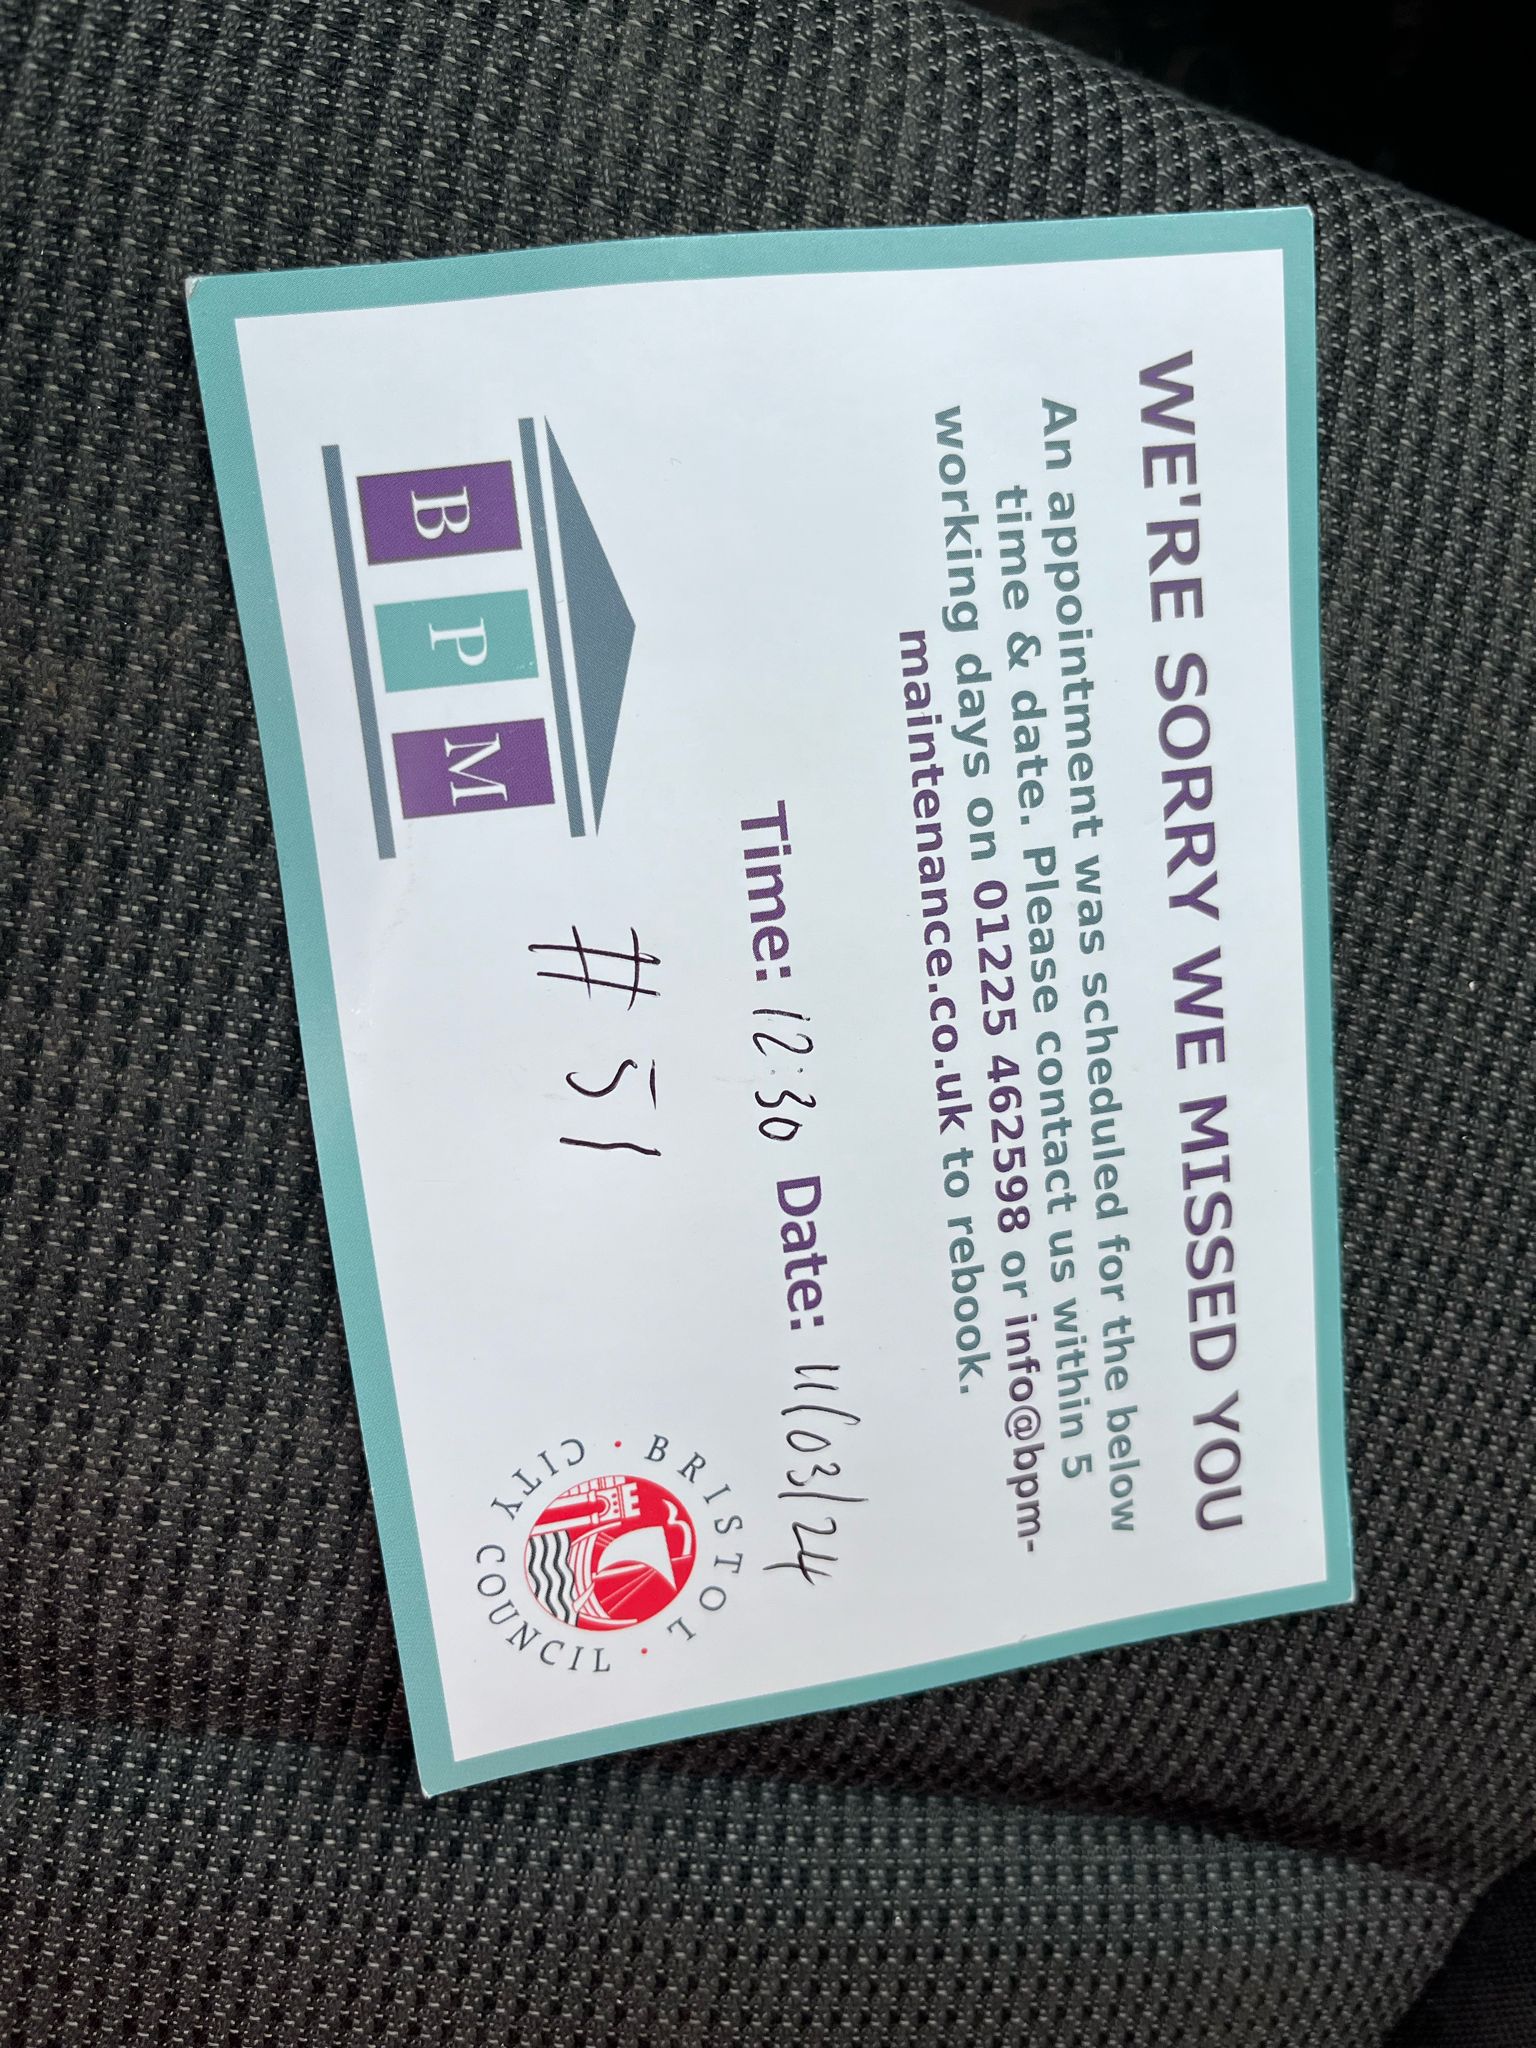 WE'RE SORRY WE MISSED YOU
An appointment was scheduled for the below
time & date. Please contact us within 5
working days on 01225 462598 or info@bpm-
maintenance.co.uk to rebook.
Time: 12:30 Date: 11/03/24
# 51
B P M
· BRISTOL ·
CITY COUNCIL